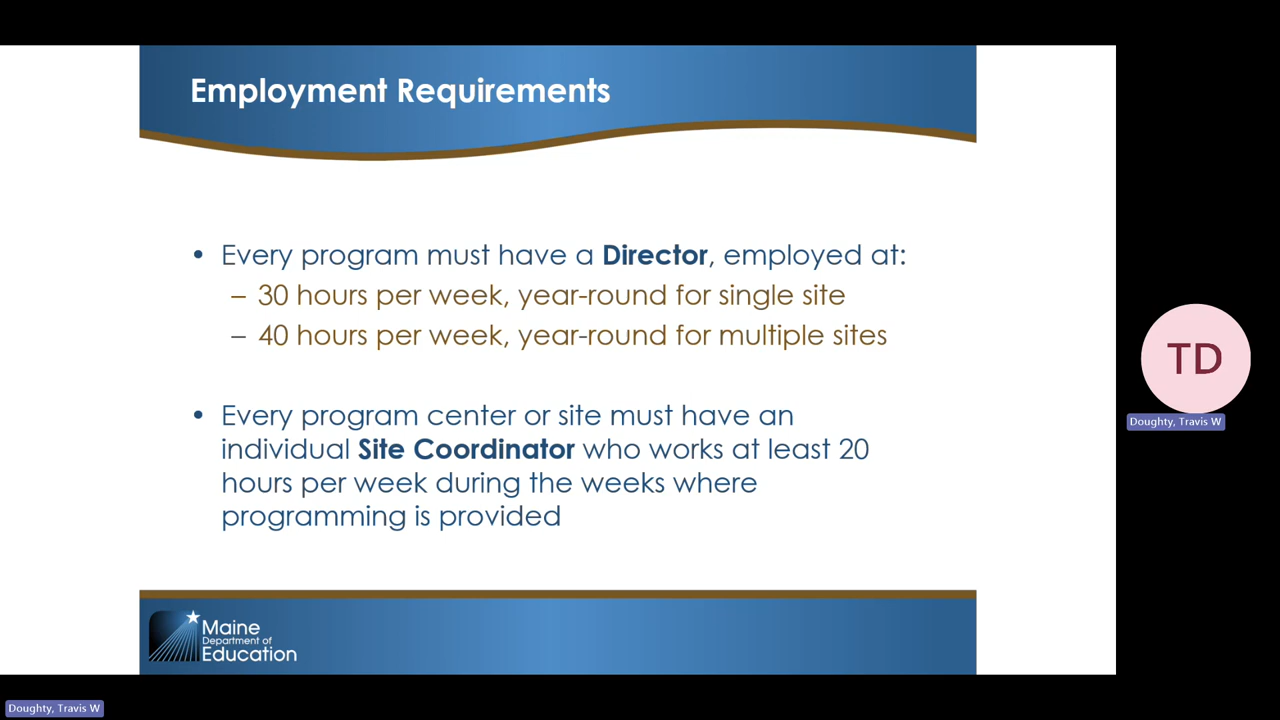 Employment Requirements
• Every program must have a Director, employed at:
– 30 hours per week, year-round for single site
– 40 hours per week, year-round for multiple sites
• Every program center or site must have an
individual Site Coordinator who works at least 20
hours per week during the weeks where
programming is provided
TD
Doughty, Travis W
Maine
Department of
Education
Doughty, Travis W